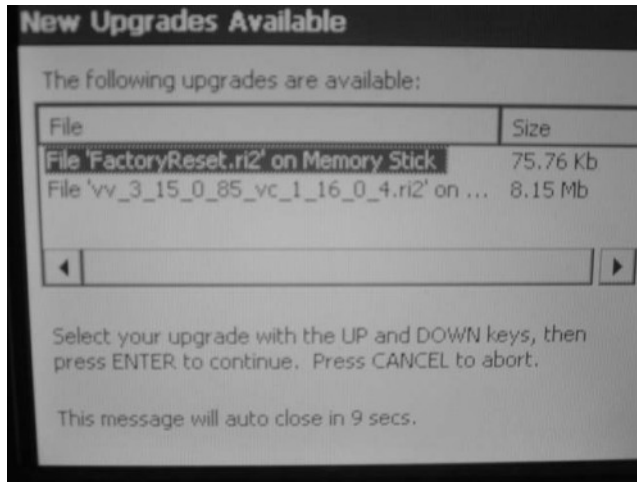 New Upgrades Available
The following upgrades are available:
File Size
File 'FactoryReset.ri2' on Memory Stick 75.76 Kb
File 'vv_3_15_0_85_vc_1_16_0_4.ri2' on ... 8.15 Mb
Select your upgrade with the UP and DOWN keys, then
press ENTER to continue. Press CANCEL to abort.
This message will auto close in 9 secs.